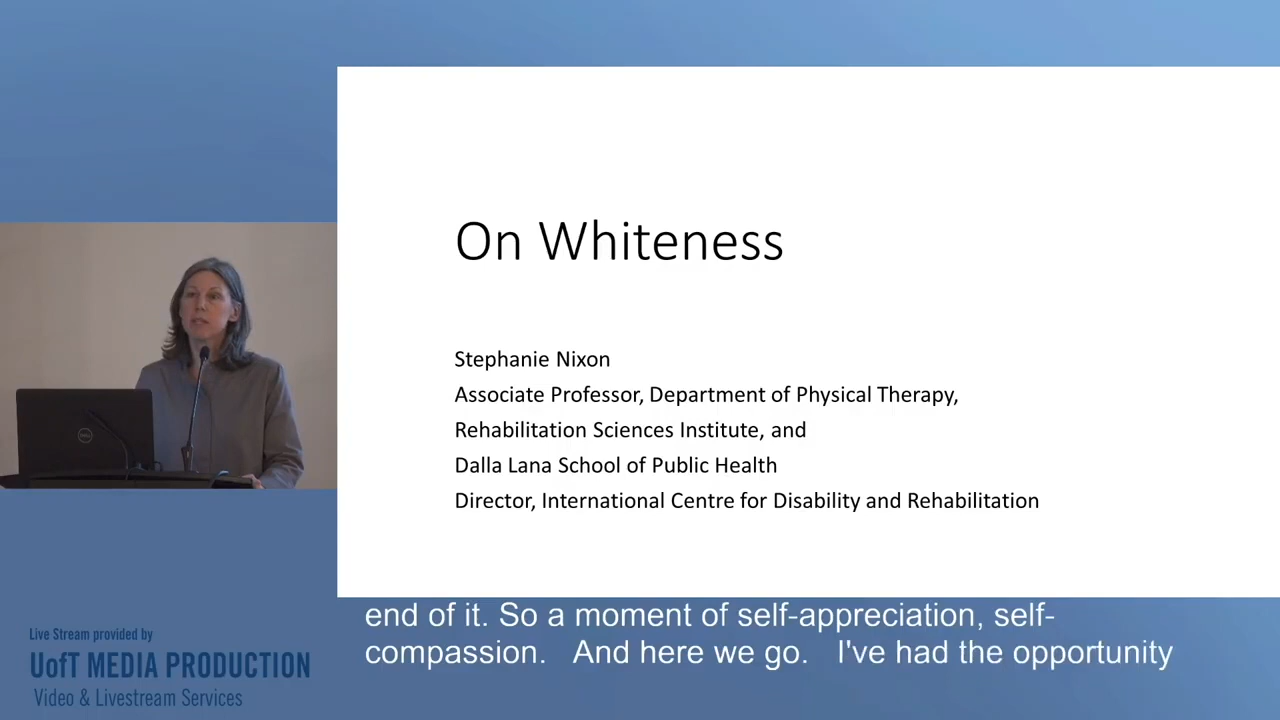 On Whiteness
Stephanie Nixon
Associate Professor, Department of Physical Therapy,
Rehabilitation Sciences Institute, and
Dalla Lana School of Public Health
Director, International Centre for Disability and Rehabilitation
end of it. So a moment of self-appreciation, self-
compassion. And here we go. I've had the opportunity
Live Stream provided by
UofT MEDIA PRODUCTION
Video & Livestream Services
DELL